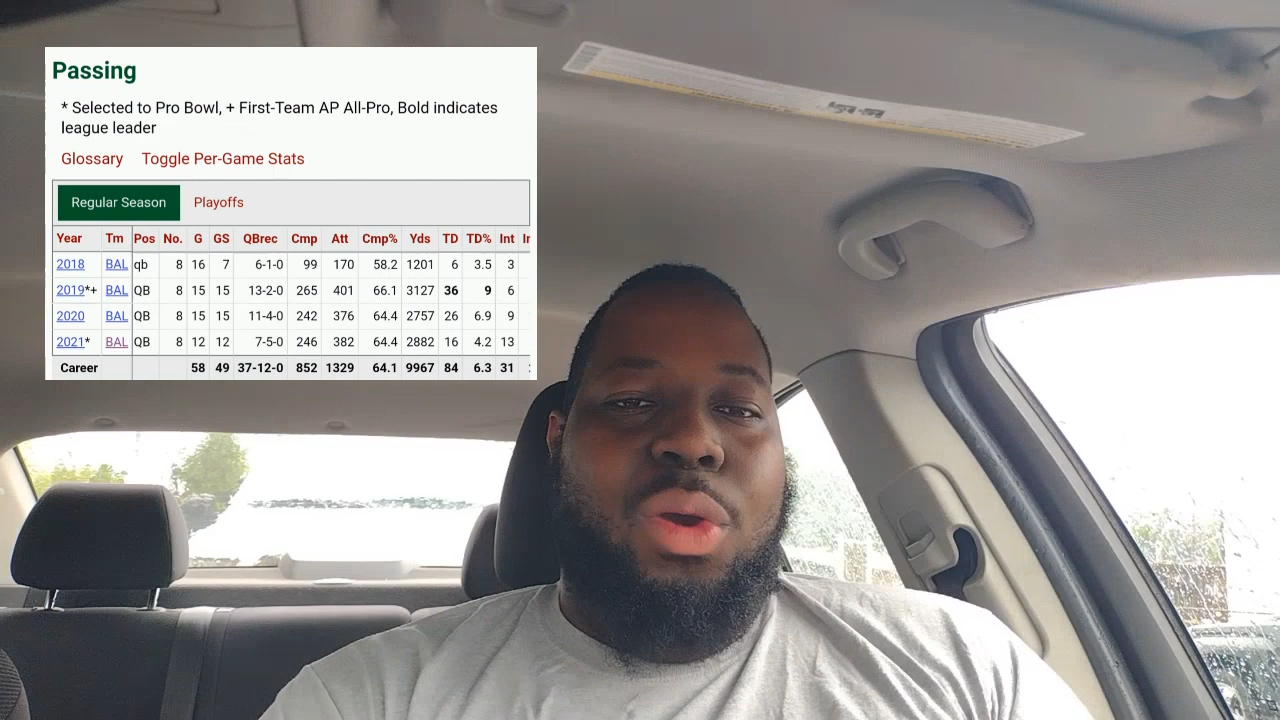 Passing
* Selected to Pro Bowl, + First-Team AP All-Pro, Bold indicates
league leader
Glossary Toggle Per-Game Stats
Regular Season Playoffs
Year Tm Pos No. G GS QBrec Cmp Att Cmp% Yds TD TD% Int
2018 BAL qb 8 16 7 6-1-0 99 170 58.2 1201 6 3.5 3
2019*+ BAL QB 8 15 15 13-2-0 265 401 66.1 3127 36 9 6
2020 BAL QB 8 15 15 11-4-0 242 376 64.4 2757 26 6.9 9
2021* BAL QB 8 12 12 7-5-0 246 382 64.4 2882 16 4.2 13
Career 58 49 37-12-0 852 1329 64.1 9967 84 6.3 31